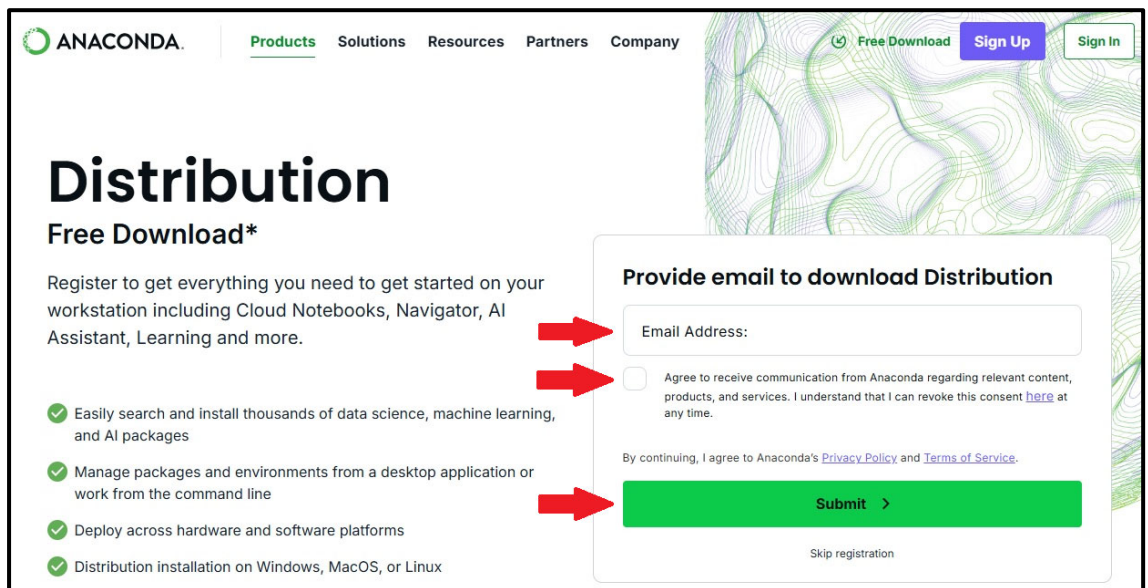 ANACONDA.
Products Solutions Resources Partners Company
Free Download
Sign Up
Sign In
Distribution
Free Download*
Register to get everything you need to get started on your
workstation including Cloud Notebooks, Navigator, AI
Assistant, Learning and more.
Easily search and install thousands of data science, machine learning,
and AI packages
Manage packages and environments from a desktop application or
work from the command line
Deploy across hardware and software platforms
Distribution installation on Windows, MacOS, or Linux
Provide email to download Distribution
Email Address:
Agree to receive communication from Anaconda regarding relevant content,
products, and services. I understand that I can revoke this consent here at
any time.
By continuing, I agree to Anaconda's Privacy Policy and Terms of Service.
Submit >
Skip registration